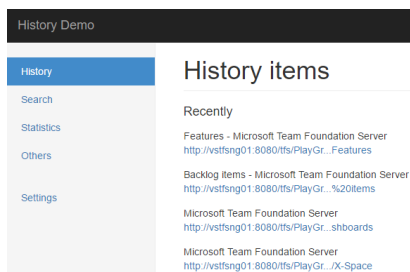 History Demo
History
Search
Statistics
Others
Settings
History items
Recently
Features - Microsoft Team Foundation Server
http://vstfsng01:8080/tfs/PlayGr...Features
Backlog items - Microsoft Team Foundation Server
http://vstfsng01:8080/tfs/PlayGr...%20items
Microsoft Team Foundation Server
http://vstfsng01:8080/tfs/PlayGr...shboards
Microsoft Team Foundation Server
http://vstfsng01:8080/tfs/PlayGr.../X-Space